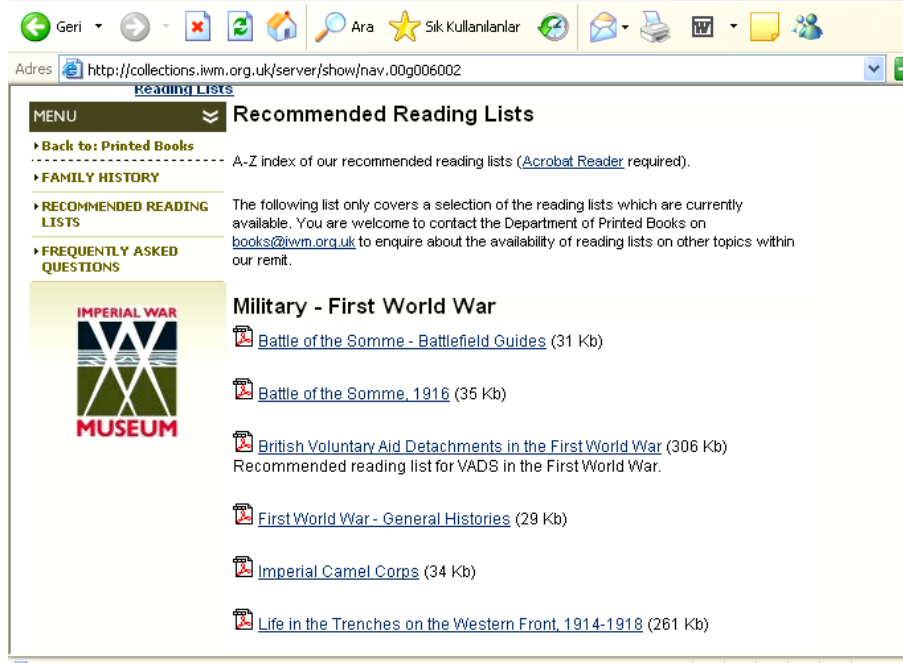 Geri
Ara
Sık Kullanılanlar
Adres
http://collections.iwm.org.uk/server/show/nav.00g006002
Reading Lists
MENU
Back to: Printed Books
FAMILY HISTORY
RECOMMENDED READING
LISTS
FREQUENTLY ASKED
QUESTIONS
IMPERIAL WAR
MUSEUM
Recommended Reading Lists
A-Z index of our recommended reading lists (Acrobat Reader required).
The following list only covers a selection of the reading lists which are currently
available. You are welcome to contact the Department of Printed Books on
books@iwm.org.uk to enquire about the availability of reading lists on other topics within
our remit.
Military - First World War
Battle of the Somme - Battlefield Guides (31 Kb)
Battle of the Somme, 1916 (35 Kb)
British Voluntary Aid Detachments in the First World War (306 Kb)
Recommended reading list for VADS in the First World War.
First World War - General Histories (29 Kb)
Imperial Camel Corps (34 Kb)
Life in the Trenches on the Western Front, 1914-1918 (261 Kb)